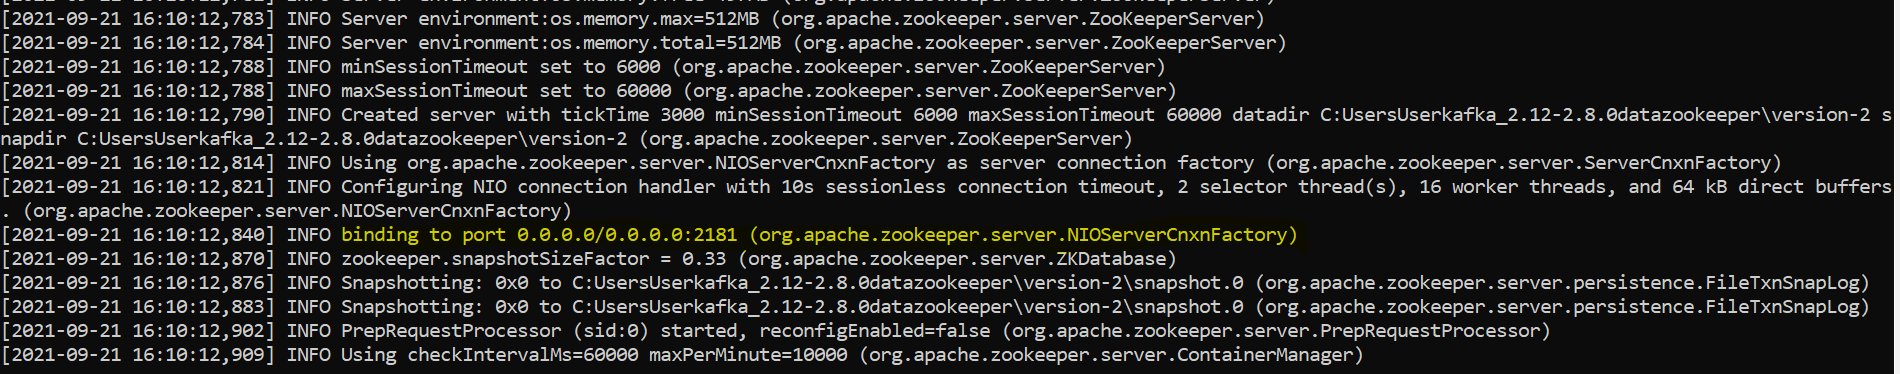 [2021-09-21 16:10:12,783] INFO Server environment:os.memory.max=512MB (org.apache.zookeeper.server.ZooKeeperServer)
[2021-09-21 16:10:12,784] INFO Server environment:os.memory.total=512MB (org.apache.zookeeper.server.ZooKeeperServer)
[2021-09-21 16:10:12,788] INFO minSessionTimeout set to 6000 (org.apache.zookeeper.server.ZooKeeperServer)
[2021-09-21 16:10:12,788] INFO maxSessionTimeout set to 60000 (org.apache.zookeeper.server.ZooKeeperServer)
[2021-09-21 16:10:12,790] INFO Created server with tickTime 3000 minSessionTimeout 6000 maxSessionTimeout 60000 datadir C:UsersUserkafka_2.12-2.8.0datazookeeper\version-2 s
napdir C:UsersUserkafka_2.12-2.8.0datazookeeper\version-2 (org.apache.zookeeper.server.ZooKeeperServer)
[2021-09-21 16:10:12,814] INFO Using org.apache.zookeeper.server.NIOServerCnxnFactory as server connection factory (org.apache.zookeeper.server.ServerCnxnFactory)
[2021-09-21 16:10:12,821] INFO Configuring NIO connection handler with 10s sessionless connection timeout, 2 selector thread(s), 16 worker threads, and 64 kB direct buffers
. (org.apache.zookeeper.server.NIOServerCnxnFactory)
[2021-09-21 16:10:12,840] INFO binding to port 0.0.0.0/0.0.0.0:2181 (org.apache.zookeeper.server.NIOServerCnxnFactory)
[2021-09-21 16:10:12,870] INFO zookeeper.snapshotSizeFactor = 0.33 (org.apache.zookeeper.server.ZKDatabase)
[2021-09-21 16:10:12,876] INFO Snapshotting: 0x0 to C:UsersUserkafka_2.12-2.8.0datazookeeper\version-2\snapshot.0 (org.apache.zookeeper.server.persistence.FileTxnSnapLog)
[2021-09-21 16:10:12,883] INFO Snapshotting: 0x0 to C:UsersUserkafka_2.12-2.8.0datazookeeper\version-2\snapshot.0 (org.apache.zookeeper.server.persistence.FileTxnSnapLog)
[2021-09-21 16:10:12,902] INFO PrepRequestProcessor (sid:0) started, reconfigEnabled=false (org.apache.zookeeper.server.PrepRequestProcessor)
[2021-09-21 16:10:12,909] INFO Using checkIntervalMs=60000 maxPerMinute=10000 (org.apache.zookeeper.server.ContainerManager)